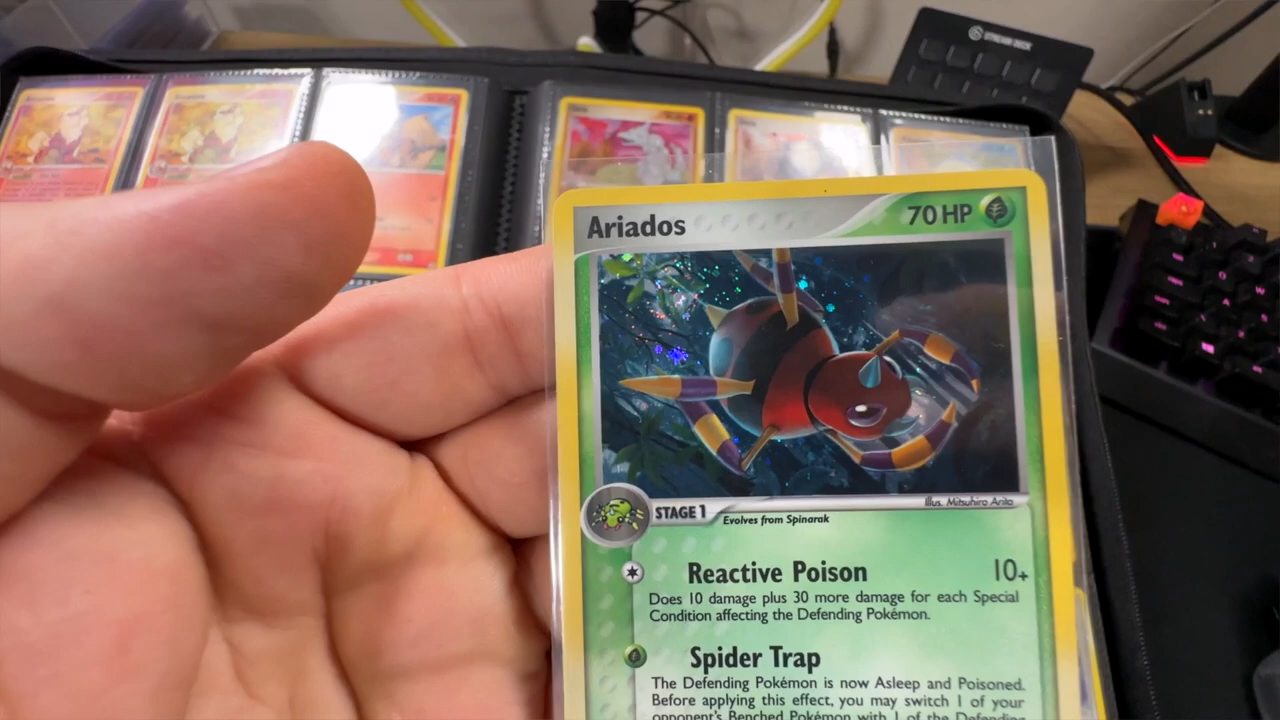 STREAM DECK
Ariados
70 HP
Illus. Mitsuhiro Arita
STAGE 1
Evolves from Spinarak
Reactive Poison 10+
Does 10 damage plus 30 more damage for each Special
Condition affecting the Defending Pokémon.
Spider Trap
The Defending Pokémon is now Asleep and Poisoned.
Before applying this effect, you may switch 1 of your
opponent's Benched Pokémon with 1 of the Defending